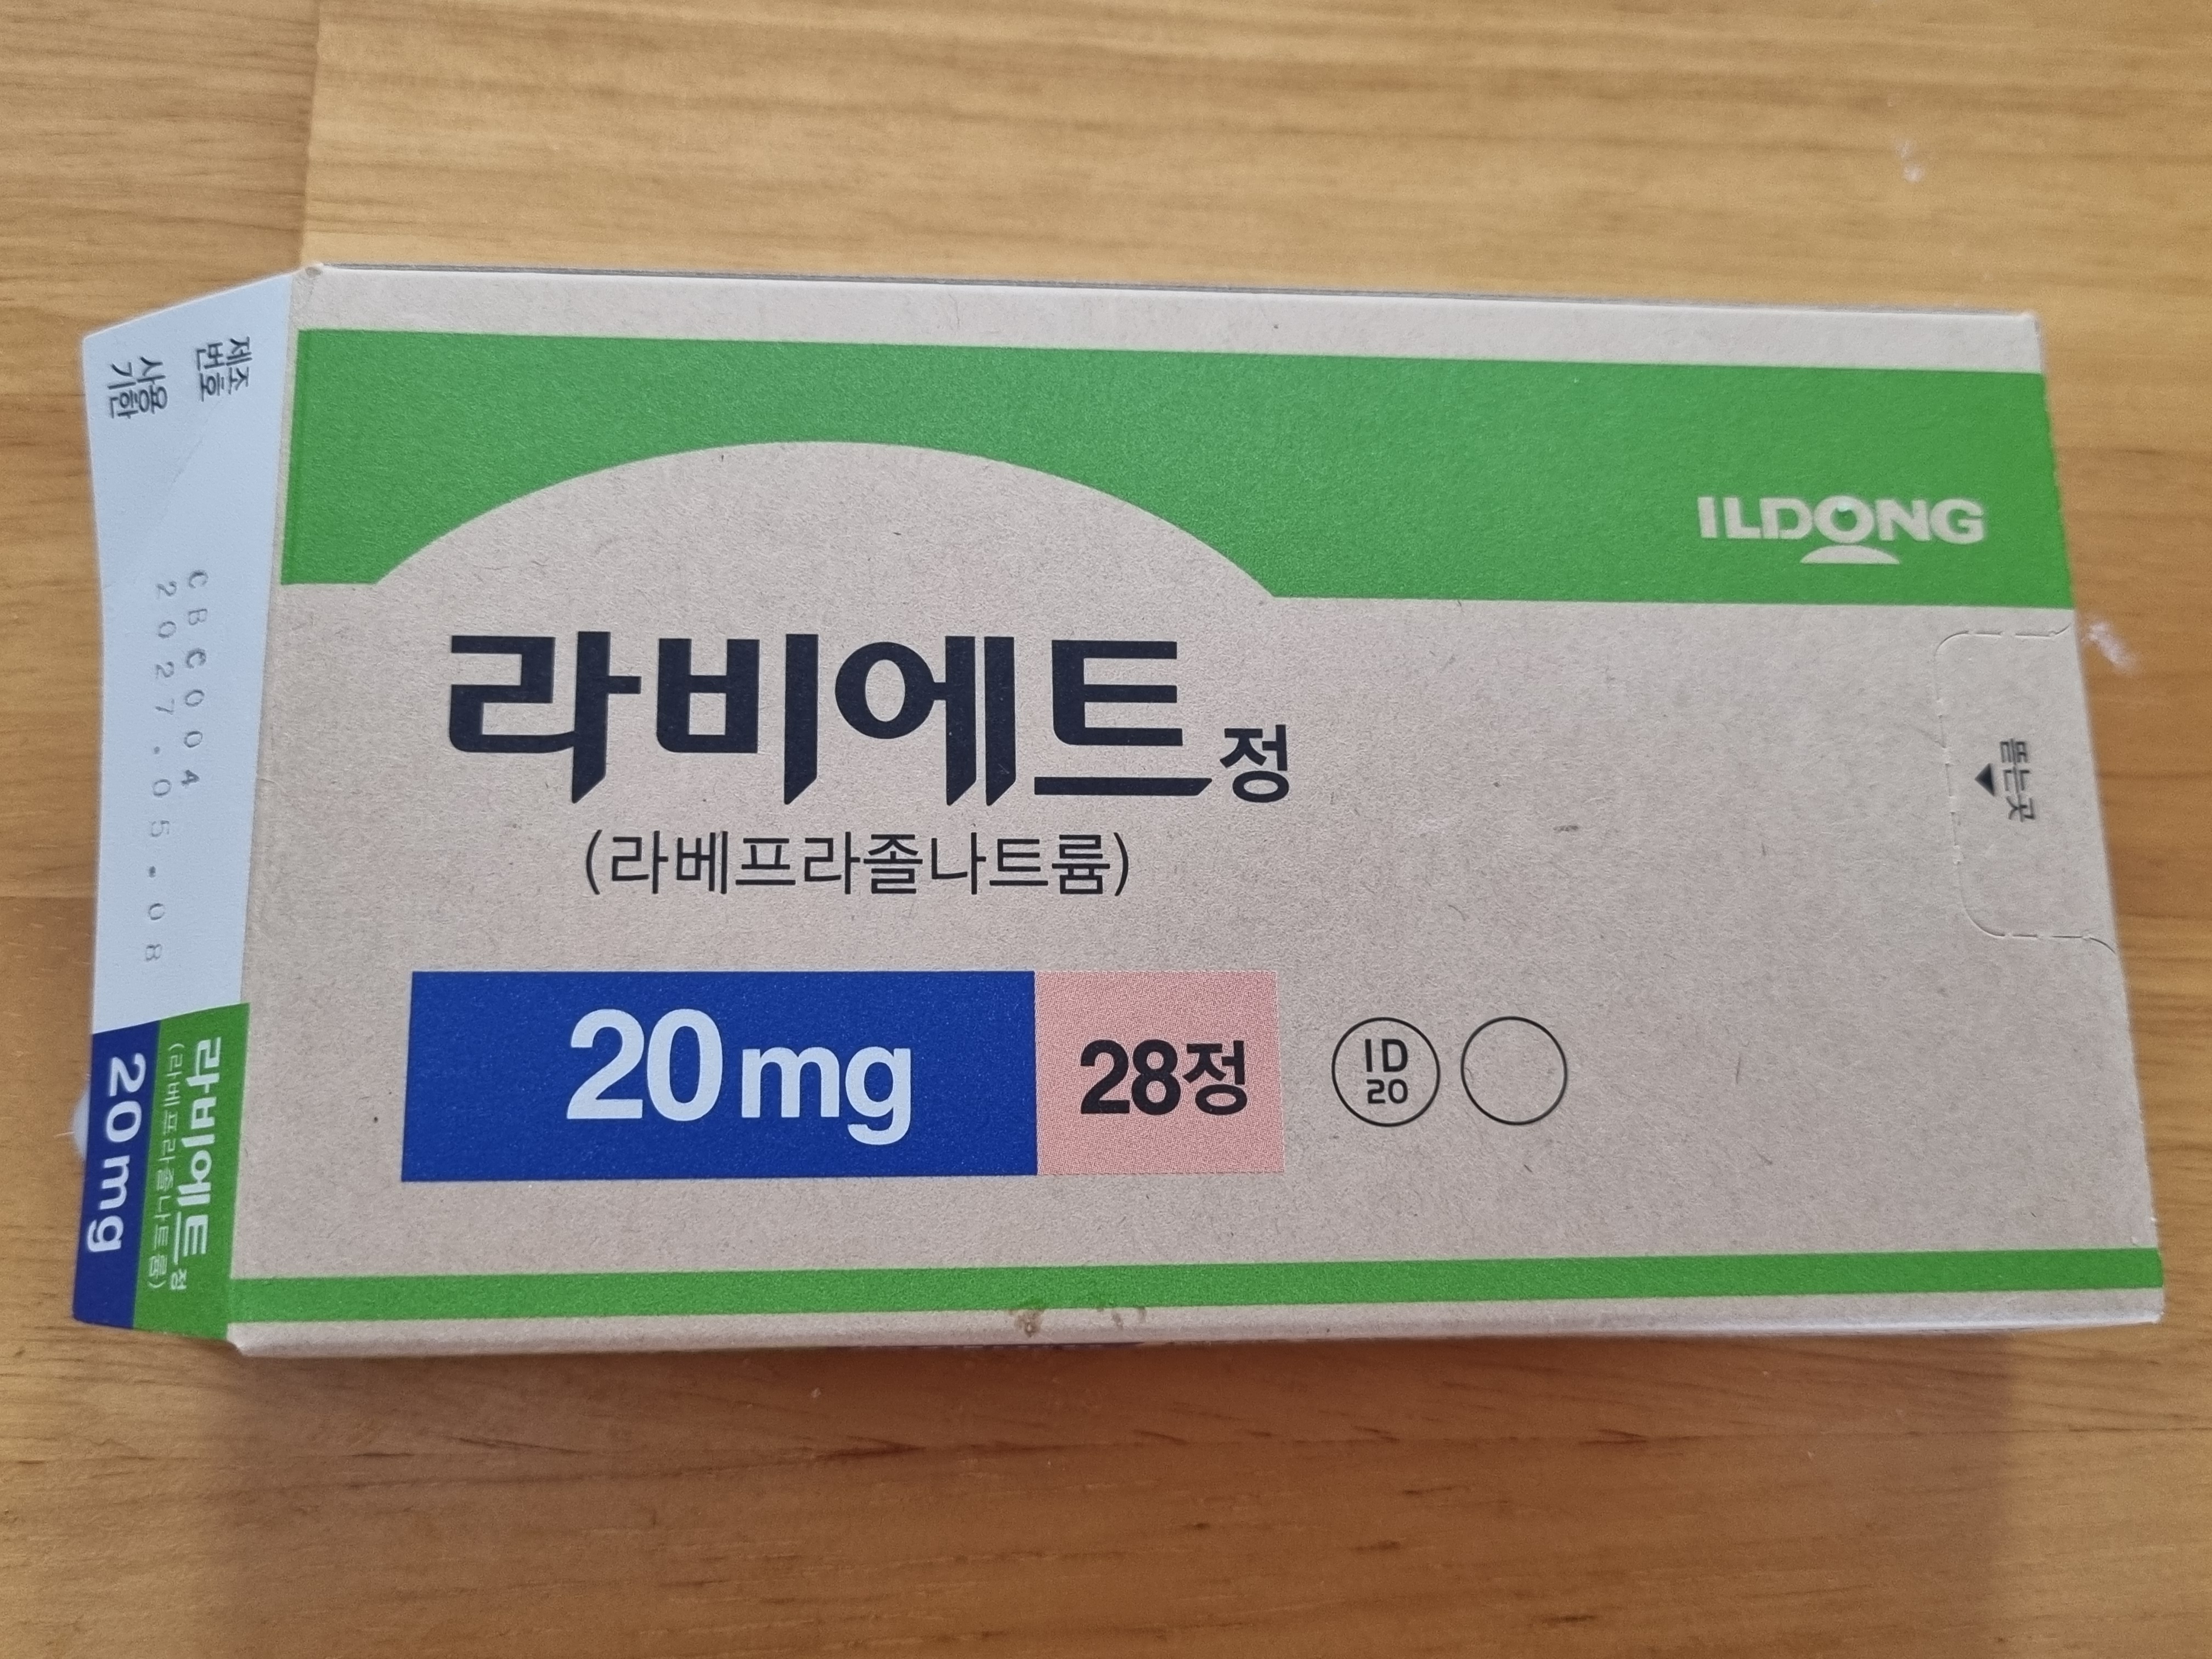 ILDONG
라비에트정
(라베프라졸나트륨)
20mg
28정
ID
20
뜯는곳
제조
번호
CBC004
사용
기한
2027.05.08
라비에트정
(라베프라졸나트륨)
20mg